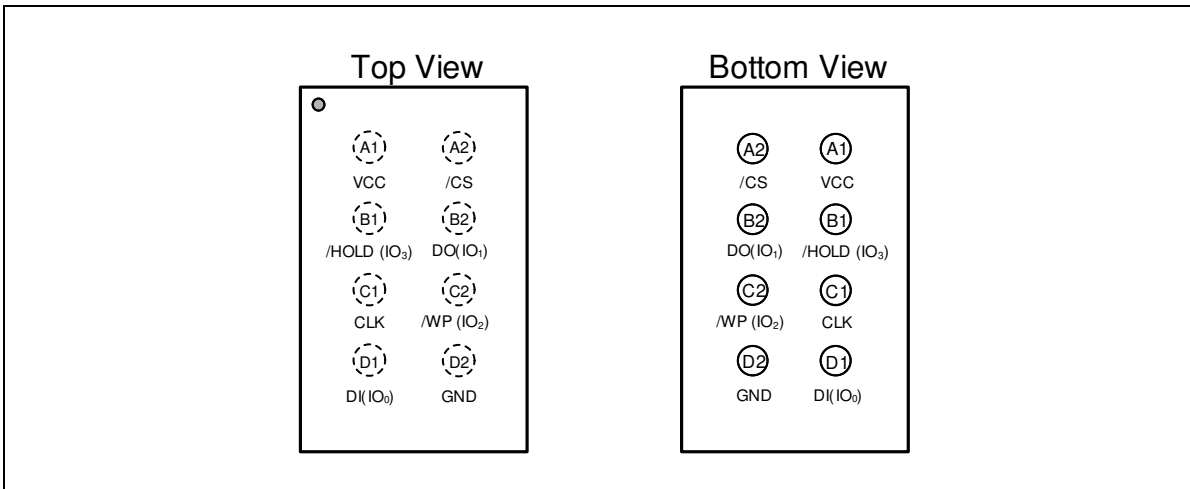 Top View Bottom View
A1 A2 A2 A1
VCC /CS /CS VCC
B1 B2 B2 B1
/HOLD (IO₃) DO(IO₁) DO(IO₁) /HOLD (IO₃)
C1 C2 C2 C1
CLK /WP (IO₂) /WP (IO₂) CLK
D1 D2 D2 D1
DI(IO₀) GND GND DI(IO₀)